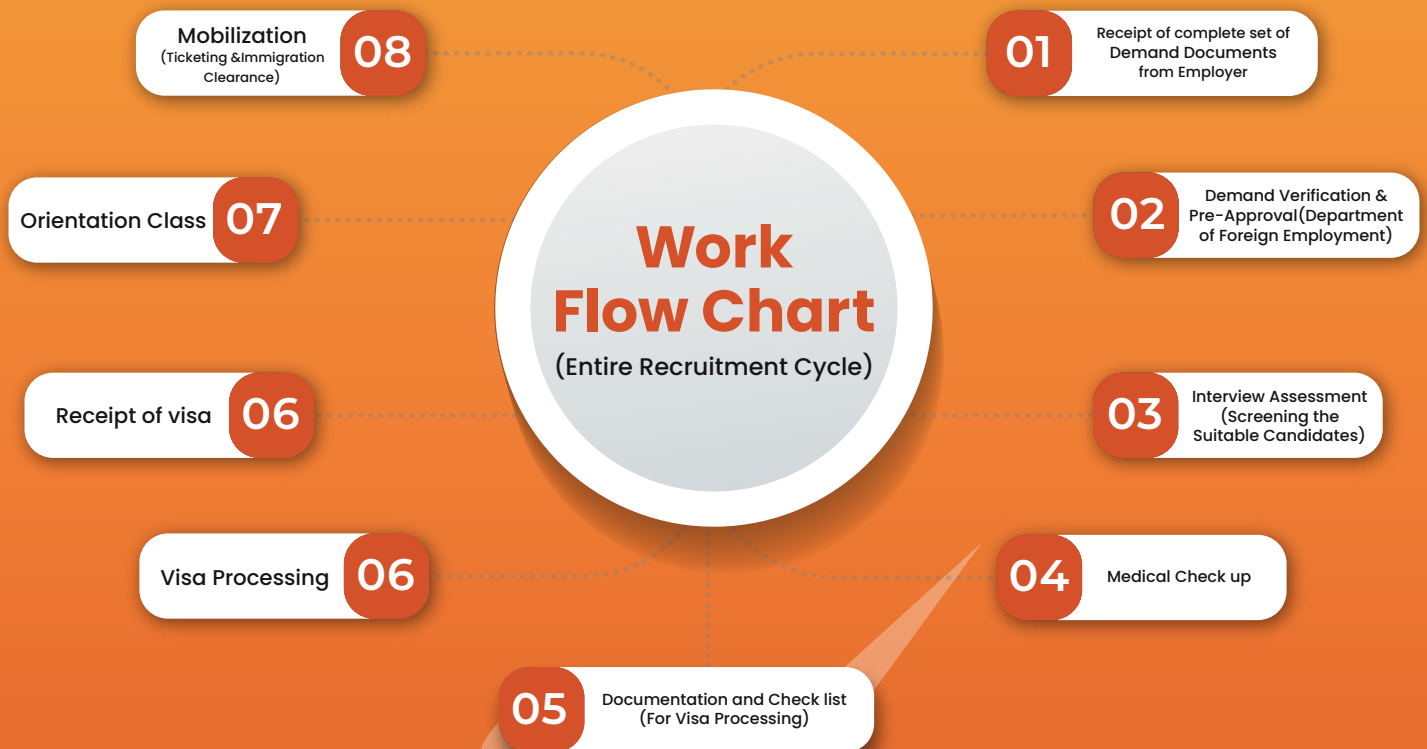 Work
Flow Chart
(Entire Recruitment Cycle)
01
Receipt of complete set of
Demand Documents
from Employer
02
Demand Verification &
Pre-Approval(Department
of Foreign Employment)
03
Interview Assessment
(Screening the
Suitable Candidates)
04
Medical Check up
05
Documentation and Check list
(For Visa Processing)
Visa Processing
06
Receipt of visa
06
Orientation Class
07
Mobilization
(Ticketing &Immigration
Clearance)
08